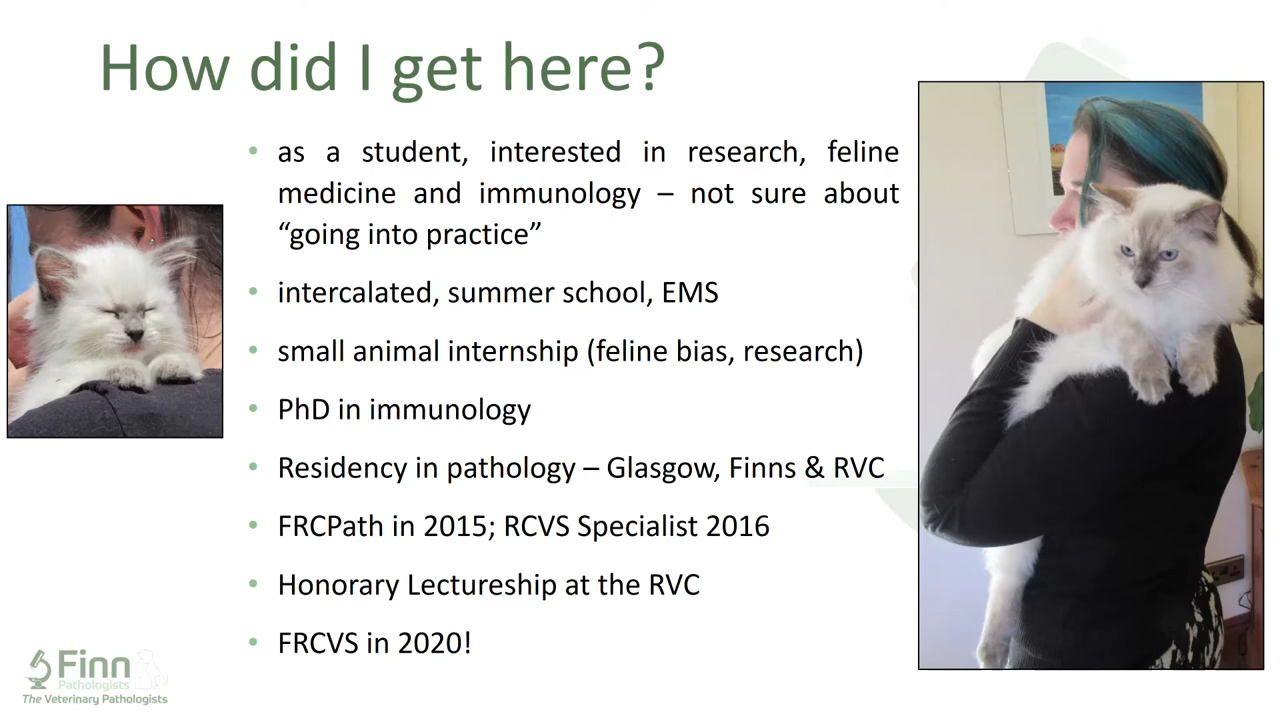 How did I get here?
• as a student, interested in research, feline
medicine and immunology – not sure about
“going into practice”
• intercalated, summer school, EMS
• small animal internship (feline bias, research)
• PhD in immunology
• Residency in pathology – Glasgow, Finns & RVC
• FRCPath in 2015; RCVS Specialist 2016
• Honorary Lectureship at the RVC
• FRCVS in 2020!
Finn
Pathologists
The Veterinary Pathologists